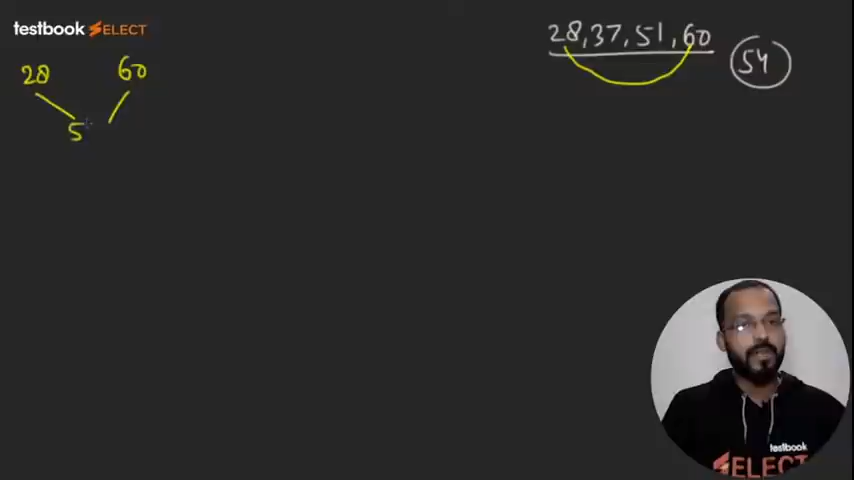 testbook SELECT
28, 37, 51, 60
54
28 60
5
testbook
SELECT